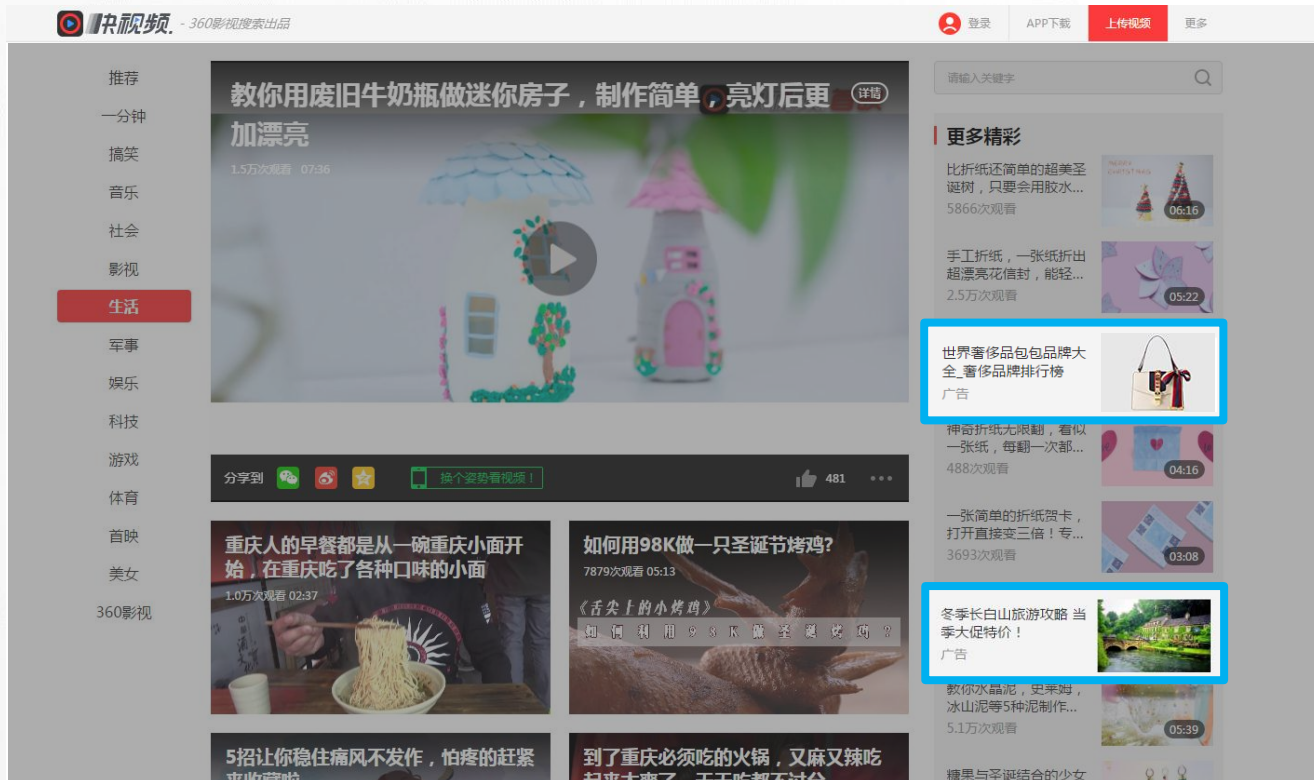 快视频. - 360影视搜索出品
登录
APP下载
上传视频
更多
推荐
一分钟
搞笑
音乐
社会
影视
生活
军事
娱乐
科技
游戏
体育
首映
美女
360影视
教你用废旧牛奶瓶做迷你房子，制作简单，亮灯后更
加漂亮
详情
1.5万次观看 07:36
分享到
换个姿势看视频！
481
重庆人的早餐都是从一碗重庆小面开
始，在重庆吃了各种口味的小面
1.0万次观看 02:37
如何用98K做一只圣诞节烤鸡?
7879次观看 05:13
《舌尖上的小烤鸡》
如何利用98K做圣诞烤鸡?
5招让你稳住痛风不发作，怕疼的赶紧
来收藏啦
到了重庆必须吃的火锅，又麻又辣吃
起来太爽了，天天吃都不过分
请输入关键字
更多精彩
比折纸还简单的超美圣
诞树，只要会用胶水...
5866次观看
MERRY
CHRISTMAS
06:16
手工折纸，一张纸折出
超漂亮花信封，能轻...
2.5万次观看
05:22
世界奢侈品包包品牌大
全_奢侈品牌排行榜
广告
神奇折纸无限翻，看似
一张纸，每翻一次都...
488次观看
04:16
一张简单的折纸贺卡，
打开直接变三倍！专...
3693次观看
03:08
冬季长白山旅游攻略 当
季大促特价！
广告
教你水晶泥，史莱姆，
冰山泥等5种泥制作...
5.1万次观看
05:39
糖果与圣诞结合的少女